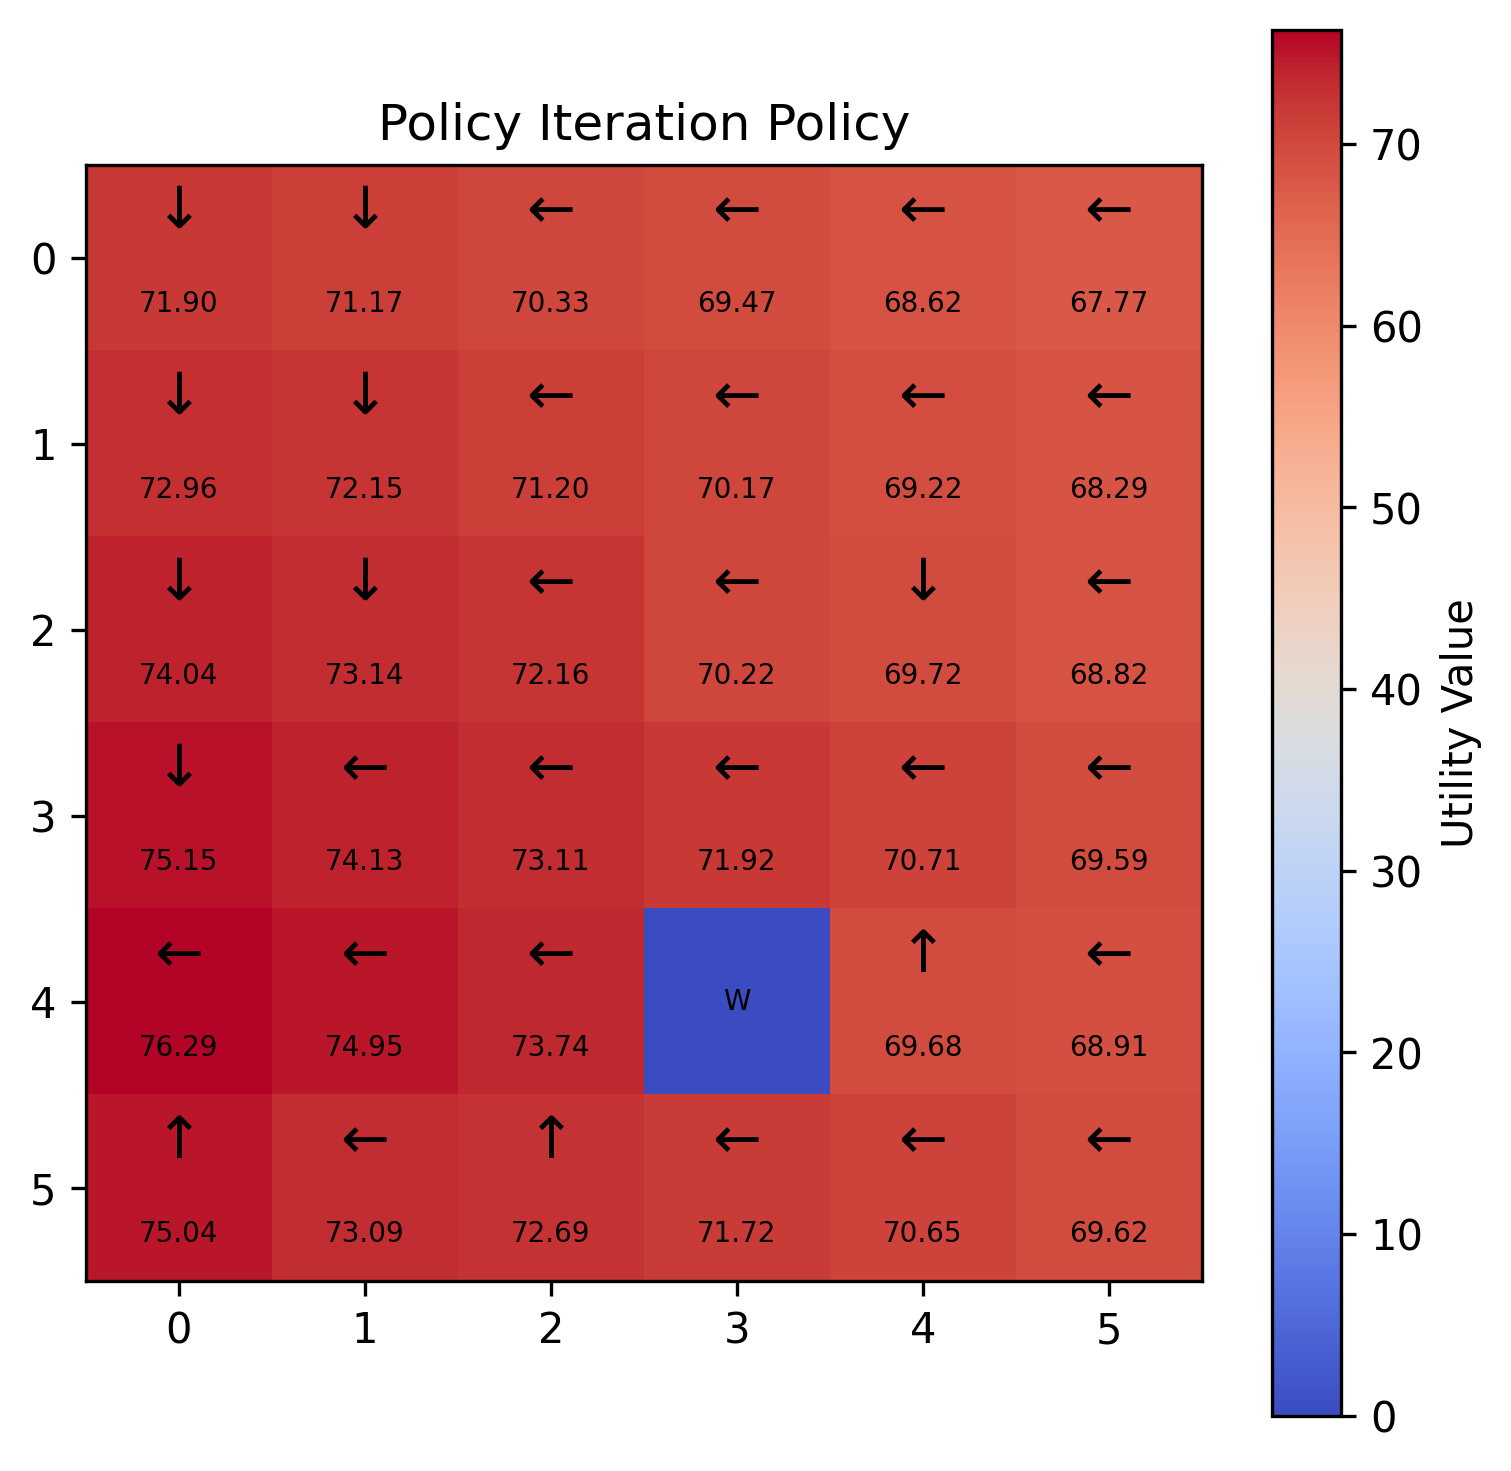 Policy Iteration Policy
↓ ↓ ← ← ← ←
0
71.90 71.17 70.33 69.47 68.62 67.77
↓ ↓ ← ← ← ←
1
72.96 72.15 71.20 70.17 69.22 68.29
↓ ↓ ← ← ↓ ←
2
74.04 73.14 72.16 70.22 69.72 68.82
↓ ← ← ← ← ←
3
75.15 74.13 73.11 71.92 70.71 69.59
← ← ← ↑ ←
4 W
76.29 74.95 73.74 69.68 68.91
↑ ← ↑ ← ← ←
5
75.04 73.09 72.69 71.72 70.65 69.62
0 1 2 3 4 5
70
60
50
40
30
20
10
0
Utility Value